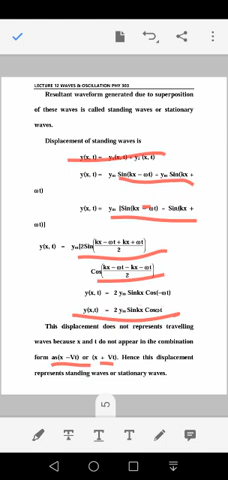 LECTURE 12 WAVES & OSCILLATION PHY 303
Resultant waveform generated due to superposition
of these waves is called standing waves or stationary
waves.
Displacement of standing waves is
y(x, t) = y₁(x,t) + y₂ (x, t)
y(x, t) = yₘ Sin(kx – ωt) – yₘ Sin(kx +
ωt)
y(x, t) = yₘ [Sin(kx – ωt) – Sin(kx +
ωt)]
y(x, t) = yₘ[2Sin(kx – ωt + kx + ωt / 2)
Cos(kx – ωt – kx – ωt / 2)
y(x, t) = 2 yₘ Sinkx Cos(-ωt)
y(x,t) = 2 yₘ Sinkx Cosωt
This displacement does not represents travelling
waves because x and t do not appear in the combination
form as(x –Vt) or (x + Vt). Hence this displacement
represents standing waves or stationary waves.
5